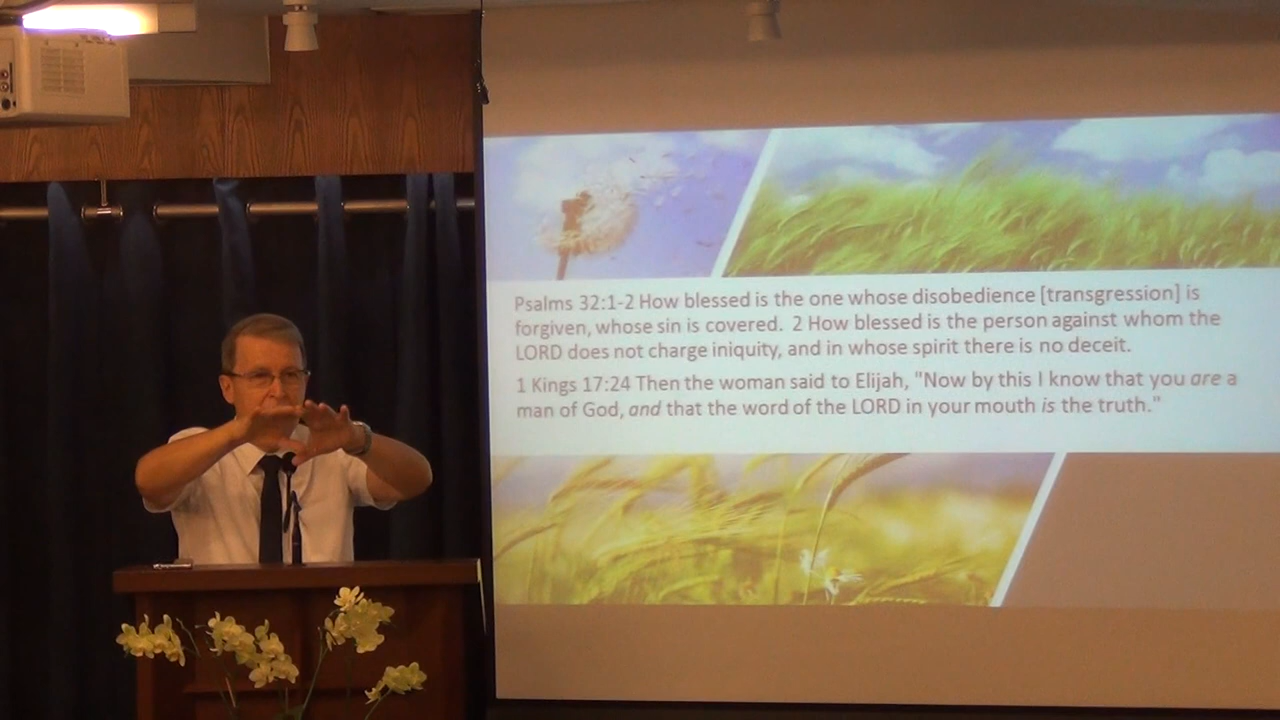 Psalms 32:1-2 How blessed is the one whose disobedience [transgression] is
forgiven, whose sin is covered.  2 How blessed is the person against whom the
LORD does not charge iniquity, and in whose spirit there is no deceit.
1 Kings 17:24 Then the woman said to Elijah, "Now by this I know that you are a
man of God, and that the word of the LORD in your mouth is the truth."